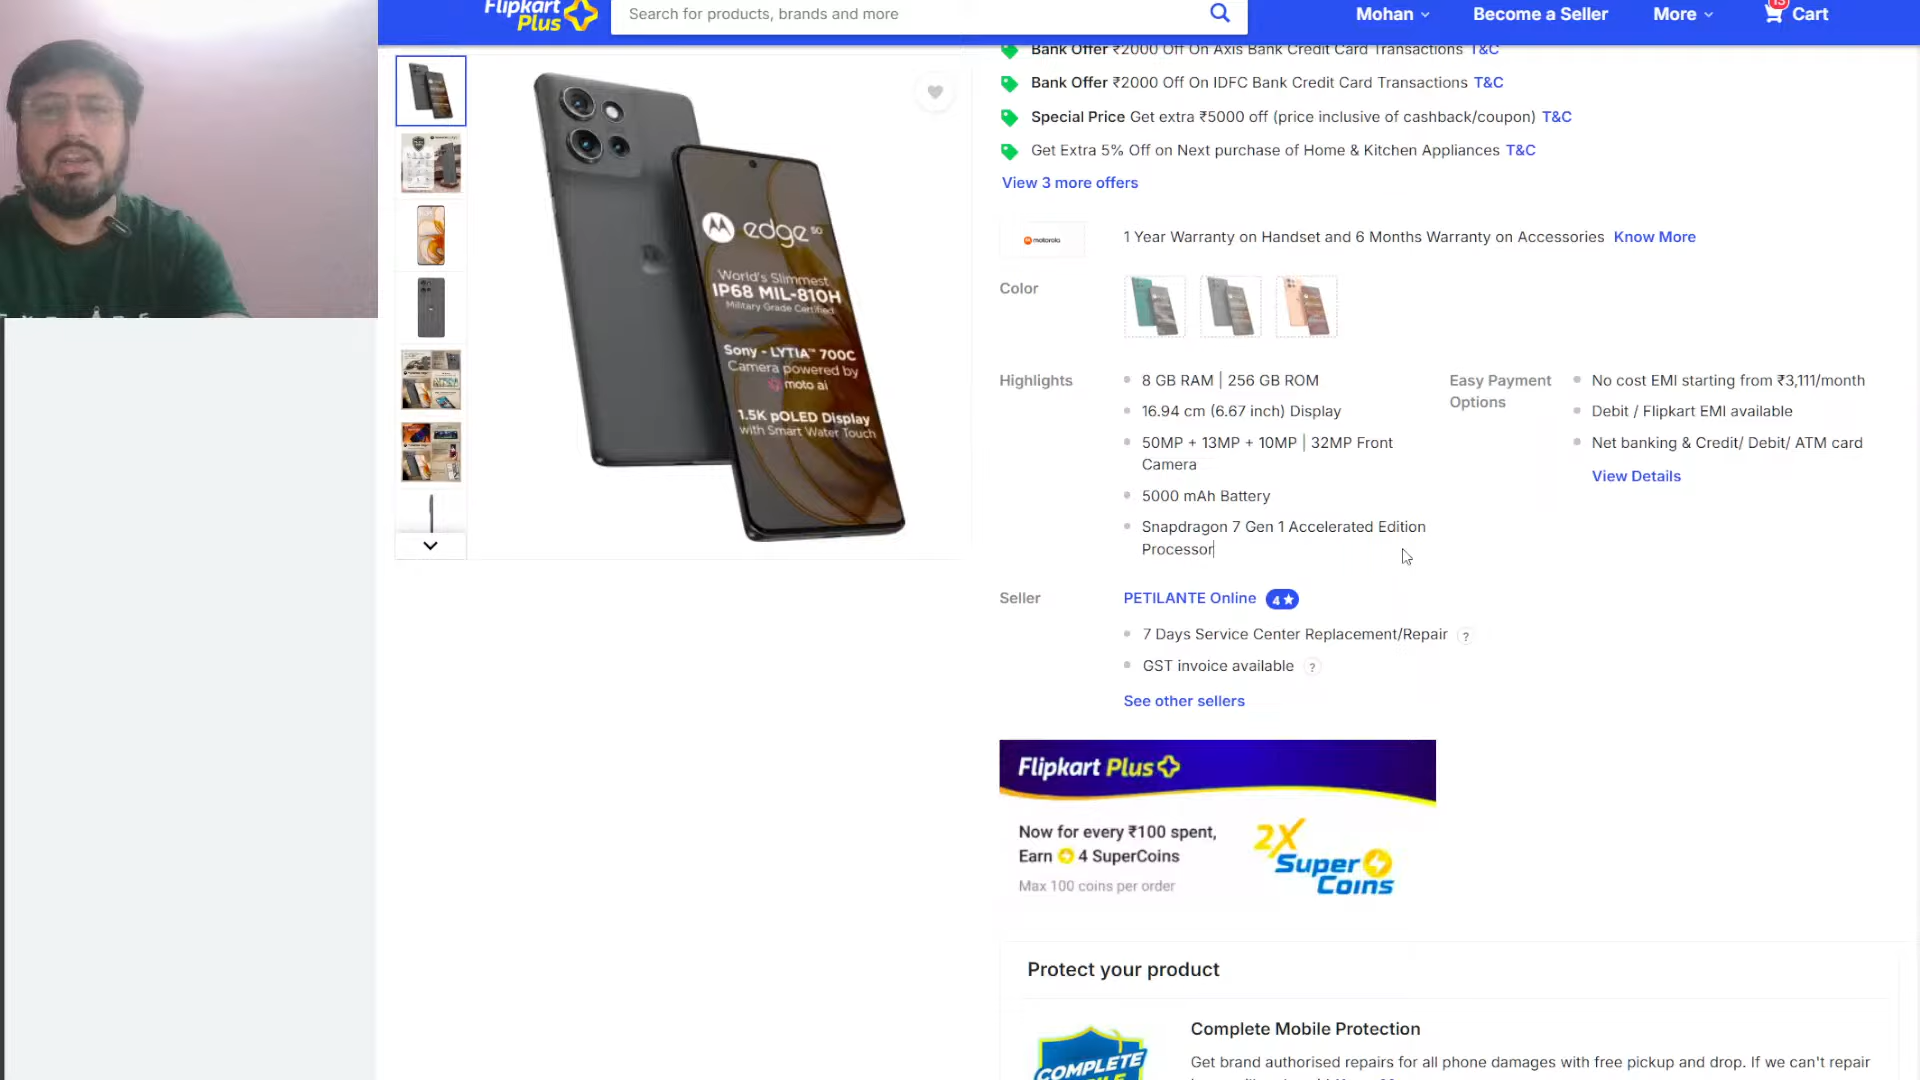 Flipkart
Plus
Search for products, brands and more
Mohan
Become a Seller
More
13
Cart
Bank Offer ₹2000 Off On Axis Bank Credit Card Transactions T&C
Bank Offer ₹2000 Off On IDFC Bank Credit Card Transactions T&C
Special Price Get extra ₹5000 off (price inclusive of cashback/coupon) T&C
Get Extra 5% Off on Next purchase of Home & Kitchen Appliances T&C
View 3 more offers
edge 50
World's Slimmest
IP68 MIL-810H
Military Grade Certified
Sony - LYTIA™ 700C
Camera powered by
moto ai
1.5K pOLED Display
with Smart Water Touch
motorola
1 Year Warranty on Handset and 6 Months Warranty on Accessories Know More
Color
Highlights
8 GB RAM | 256 GB ROM
16.94 cm (6.67 inch) Display
50MP + 13MP + 10MP | 32MP Front
Camera
5000 mAh Battery
Snapdragon 7 Gen 1 Accelerated Edition
Processor
Easy Payment
Options
No cost EMI starting from ₹3,111/month
Debit / Flipkart EMI available
Net banking & Credit/ Debit/ ATM card
View Details
Seller
PETILANTE Online 4★
7 Days Service Center Replacement/Repair ?
GST invoice available ?
See other sellers
Flipkart Plus
Now for every ₹100 spent,
Earn 4 SuperCoins
Max 100 coins per order
2X
Super
Coins
Protect your product
Complete Mobile Protection
COMPLETE
Get brand authorised repairs for all phone damages with free pickup and drop. If we can't repair